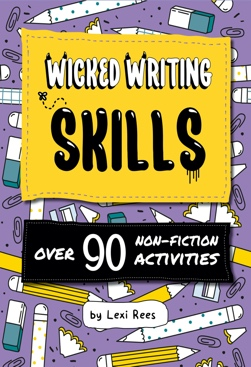 WICKED WRITING
SKILLS
OVER 90 NON-FICTION
ACTIVITIES
by Lexi Rees